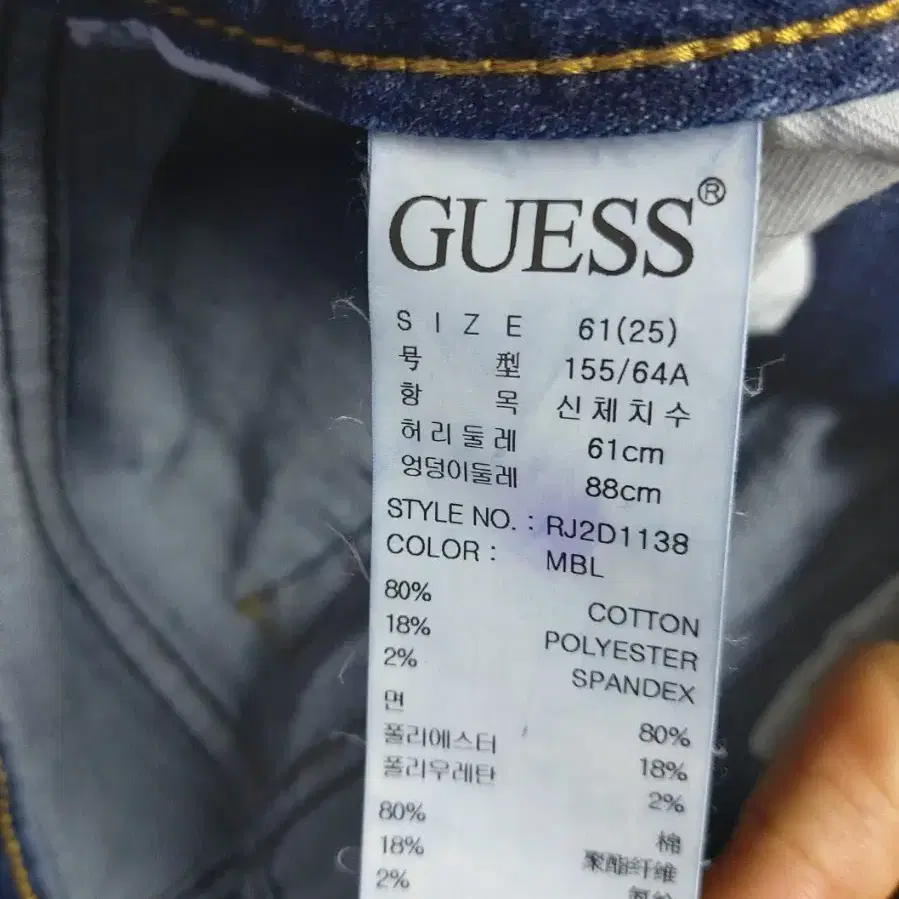 GUESS®
SIZE 61(25)
号型 155/64A
항목 신체치수
허리둘레 61cm
엉덩이둘레 88cm
STYLE NO. : RJ2D1138
COLOR : MBL
80% COTTON
18% POLYESTER
2% SPANDEX
면 80%
폴리에스터 18%
폴리우레탄 2%
80% 棉
18% 聚酯纤维
2%